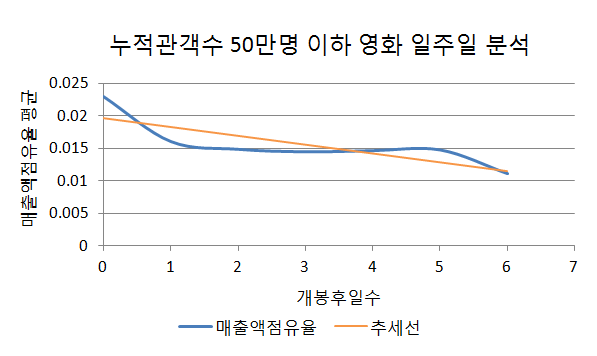 누적관객수 50만명 이하 영화 일주일 분석
매출액점유율 평균
0.025
0.02
0.015
0.01
0.005
0
0 1 2 3 4 5 6 7
개봉후일수
매출액점유율 추세선